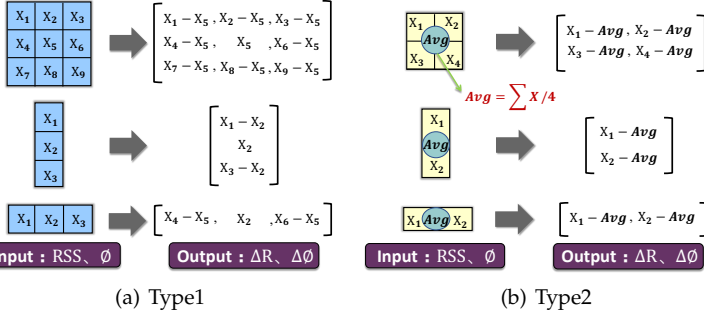 X₁ X₂ X₃
X₄ X₅ X₆
X₇ X₈ X₉
X₁ − X₅ , X₂ − X₅ , X₃ − X₅
X₄ − X₅ , X₅ , X₆ − X₅
X₇ − X₅ , X₈ − X₅ , X₉ − X₅
X₁
X₂
X₃
X₁ − X₂
X₂
X₃ − X₂
X₁ X₂ X₃
X₄ − X₅ , X₂ , X₆ − X₅
nput : RSS、Ø
Output : ΔR、ΔØ
(a) Type1
X₁ X₂
Avg
X₃ X₄
X₁ − Avg , X₂ − Avg
X₃ − Avg , X₄ − Avg
Avg = ∑ X /4
X₁
Avg
X₂
X₁ − Avg
X₂ − Avg
X₁ Avg X₂
X₁ − Avg , X₂ − Avg
Input : RSS、Ø
Output : ΔR、ΔØ
(b) Type2